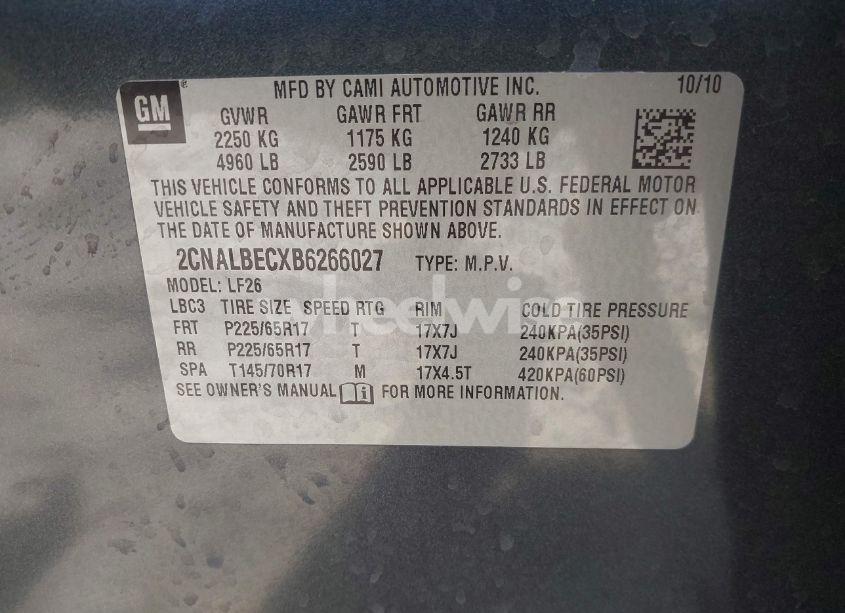 GM ® MFD BY CAMI AUTOMOTIVE INC. 10/10
GVWR GAWR FRT GAWR RR
2250 KG 1175 KG 1240 KG
4960 LB 2590 LB 2733 LB
THIS VEHICLE CONFORMS TO ALL APPLICABLE U.S. FEDERAL MOTOR
VEHICLE SAFETY AND THEFT PREVENTION STANDARDS IN EFFECT ON
THE DATE OF MANUFACTURE SHOWN ABOVE.
2CNALBECXB6266027 TYPE: M.P.V.
MODEL: LF26
LBC3 TIRE SIZE SPEED RTG RIM COLD TIRE PRESSURE
FRT P225/65R17 T 17X7J 240KPA(35PSI)
RR P225/65R17 T 17X7J 240KPA(35PSI)
SPA T145/70R17 M 17X4.5T 420KPA(60PSI)
SEE OWNER'S MANUAL i FOR MORE INFORMATION.